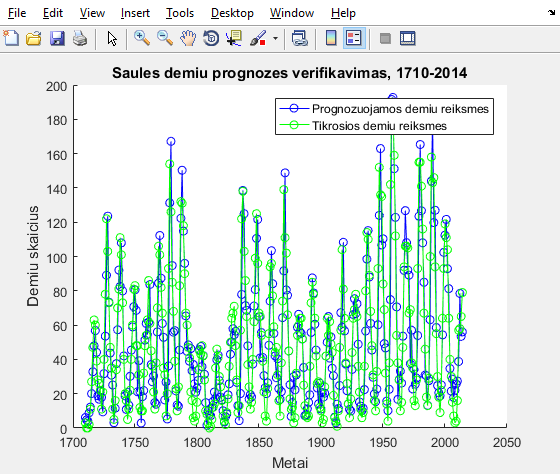 File Edit View Insert Tools Desktop Window Help
Saules demiu prognozes verifikavimas, 1710-2014
Prognozuojamos demiu reiksmes
Tikrosios demiu reiksmes
Demiu skaicius
200
180
160
140
120
100
80
60
40
20
0
1700 1750 1800 1850 1900 1950 2000 2050
Metai